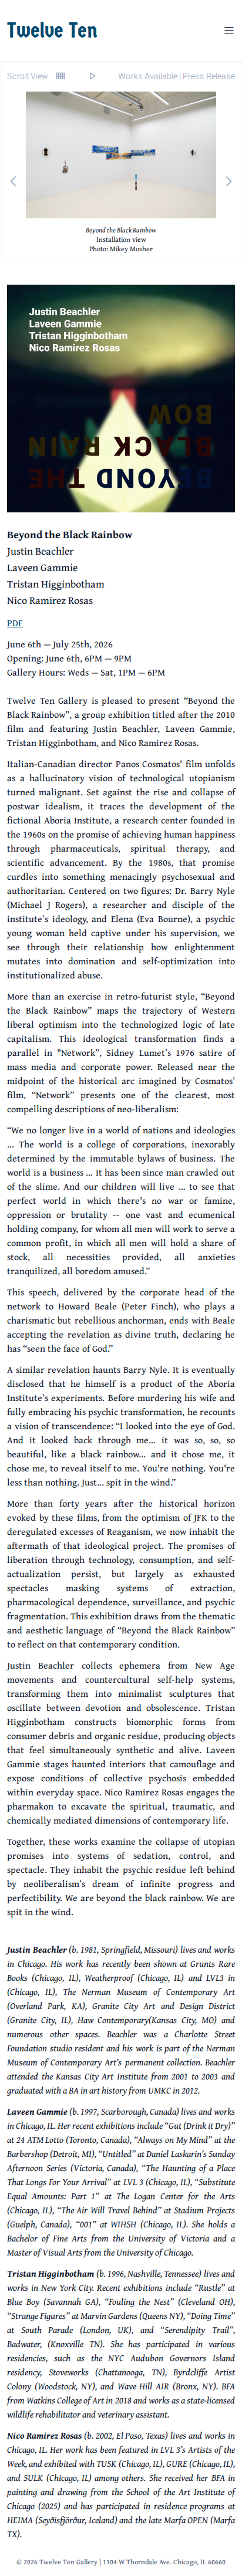 Twelve Ten
Scroll View
Works Available | Press Release
Beyond the Black Rainbow
Installation view
Photo: Mikey Mosher
Justin Beachler
Laveen Gammie
Tristan Higginbotham
Nico Ramirez Rosas
RAINBOW
BLACK
BEYOND THE
Beyond the Black Rainbow
Justin Beachler
Laveen Gammie
Tristan Higginbotham
Nico Ramirez Rosas
PDF
June 6th — July 25th, 2026
Opening: June 6th, 6PM — 9PM
Gallery Hours: Weds — Sat, 1PM — 6PM
Twelve Ten Gallery is pleased to present “Beyond the
Black Rainbow”, a group exhibition titled after the 2010
film and featuring Justin Beachler, Laveen Gammie,
Tristan Higginbotham, and Nico Ramirez Rosas.
Italian-Canadian director Panos Cosmatos' film unfolds
as a hallucinatory vision of technological utopianism
turned malignant. Set against the rise and collapse of
postwar idealism, it traces the development of the
fictional Aboria Institute, a research center founded in
the 1960s on the promise of achieving human happiness
through pharmaceuticals, spiritual therapy, and
scientific advancement. By the 1980s, that promise
curdles into something menacingly psychosexual and
authoritarian. Centered on two figures: Dr. Barry Nyle
(Michael J Rogers), a researcher and disciple of the
institute’s ideology, and Elena (Eva Bourne), a psychic
young woman held captive under his supervision, we
see through their relationship how enlightenment
mutates into domination and self-optimization into
institutionalized abuse.
More than an exercise in retro-futurist style, “Beyond
the Black Rainbow” maps the trajectory of Western
liberal optimism into the technologized logic of late
capitalism. This ideological transformation finds a
parallel in "Network”, Sidney Lumet’s 1976 satire of
mass media and corporate power. Released near the
midpoint of the historical arc imagined by Cosmatos’
film, “Network” presents one of the clearest, most
compelling descriptions of neo-liberalism:
“We no longer live in a world of nations and ideologies
... The world is a college of corporations, inexorably
determined by the immutable bylaws of business. The
world is a business ... It has been since man crawled out
of the slime. And our children will live ... to see that
perfect world in which there's no war or famine,
oppression or brutality -- one vast and ecumenical
holding company, for whom all men will work to serve a
common profit, in which all men will hold a share of
stock, all necessities provided, all anxieties
tranquilized, all boredom amused.”
This speech, delivered by the corporate head of the
network to Howard Beale (Peter Finch), who plays a
charismatic but rebellious anchorman, ends with Beale
accepting the revelation as divine truth, declaring he
has “seen the face of God.”
A similar revelation haunts Barry Nyle. It is eventually
disclosed that he himself is a product of the Aboria
Institute’s experiments. Before murdering his wife and
fully embracing his psychic transformation, he recounts
a vision of transcendence: “I looked into the eye of God.
And it looked back through me... it was so, so, so
beautiful, like a black rainbow... and it chose me, it
chose me, to reveal itself to me. You're nothing. You're
less than nothing. Just... spit in the wind.”
More than forty years after the historical horizon
evoked by these films, from the optimism of JFK to the
deregulated excesses of Reaganism, we now inhabit the
aftermath of that ideological project. The promises of
liberation through technology, consumption, and self-
actualization persist, but largely as exhausted
spectacles masking systems of extraction,
pharmacological dependence, surveillance, and psychic
fragmentation. This exhibition draws from the thematic
and aesthetic language of “Beyond the Black Rainbow”
to reflect on that contemporary condition.
Justin Beachler collects ephemera from New Age
movements and countercultural self-help systems,
transforming them into minimalist sculptures that
oscillate between devotion and obsolescence. Tristan
Higginbotham constructs biomorphic forms from
consumer debris and organic residue, producing objects
that feel simultaneously synthetic and alive. Laveen
Gammie stages haunted interiors that camouflage and
expose conditions of collective psychosis embedded
within everyday space. Nico Ramirez Rosas engages the
pharmakon to excavate the spiritual, traumatic, and
chemically mediated dimensions of contemporary life.
Together, these works examine the collapse of utopian
promises into systems of sedation, control, and
spectacle. They inhabit the psychic residue left behind
by neoliberalism’s dream of infinite progress and
perfectibility. We are beyond the black rainbow. We are
spit in the wind.
Justin Beachler (b. 1981, Springfield, Missouri) lives and works
in Chicago. His work has recently been shown at Grunts Rare
Books (Chicago, IL), Weatherproof (Chicago, IL) and LVL3 in
(Chicago, IL), The Nerman Museum of Contemporary Art
(Overland Park, KA), Granite City Art and Design District
(Granite City, IL), Haw Contemporary(Kansas City, MO) and
numerous other spaces. Beachler was a Charlotte Street
Foundation studio resident and his work is part of the Nerman
Museum of Contemporary Art’s permanent collection. Beachler
attended the Kansas City Art Institute from 2001 to 2003 and
graduated with a BA in art history from UMKC in 2012.
Laveen Gammie (b. 1997, Scarborough, Canada) lives and works
in Chicago, IL. Her recent exhibitions include “Gut (Drink it Dry)”
at 24 ATM Lotto (Toronto, Canada), “Always on My Mind” at the
Barbershop (Detroit, MI), “Untitled” at Daniel Laskarin’s Sunday
Afternoon Series (Victoria, Canada), “The Haunting of a Place
That Longs for Your Arrival” at LVL 3 (Chicago, IL), “Substitute
Equal Amounts: Part 1” at The Logan Center for the Arts
(Chicago, IL), “The Air Will Travel Behind” at Stadium Projects
(Guelph, Canada), “001” at WIHSH (Chicago, IL). She holds a
Bachelor of Fine Arts from the University of Victoria and a
Master of Visual Arts from the University of Chicago.
Tristan Higginbotham (b. 1996, Nashville, Tennessee) lives and
works in New York City. Recent exhibitions include “Rustle” at
Blue Boy (Savannah GA), “Fouling the Nest” (Cleveland OH),
“Strange Figures” at Marvin Gardens (Queens NY), “Doing Time”
at South Parade (London, UK), and “Serendipity Trail”,
Badwater, (Knoxville TN). She has participated in various
residencies, such as the NYC Audubon Governors Island
residency, Stoveworks (Chattanooga, TN), Byrdcliffe Artist
Colony (Woodstock, NY), and Wave Hill AIR (Bronx, NY). BFA
from Watkins College of Art in 2018 and works as a state-licensed
wildlife rehabilitator and veterinary assistant.
Nico Ramirez Rosas (b. 2002, El Paso, Texas) lives and works in
Chicago, IL. Her work has been featured in LVL 3’s Artists of the
Week, and exhibited with TUSK (Chicago, IL), GURE (Chicago, IL),
and SULK (Chicago, IL) among others. She received her BFA in
painting and drawing from the School of the Art Institute of
Chicago (2025) and has participated in residence programs at
HEIMA (Seyðisfjörður, Iceland) and the late Marfa OPEN (Marfa
TX).
© 2026 Twelve Ten Gallery | 1104 W Thorndale Ave. Chicago, IL 60660